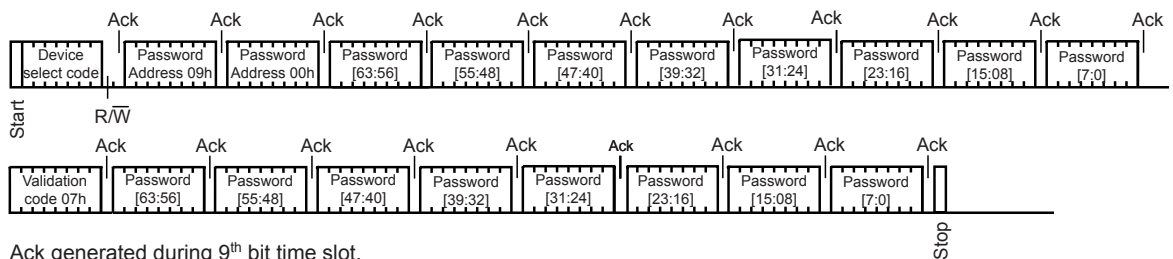 Ack Ack Ack Ack Ack Ack Ack Ack Ack Ack Ack
Device select code
Password Address 09h
Password Address 00h
Password [63:56]
Password [55:48]
Password [47:40]
Password [39:32]
Password [31:24]
Password [23:16]
Password [15:08]
Password [7:0]
Start
R/W̅
Ack Ack Ack Ack Ack Ack Ack Ack Ack
Validation code 07h
Password [63:56]
Password [55:48]
Password [47:40]
Password [39:32]
Password [31:24]
Password [23:16]
Password [15:08]
Password [7:0]
Stop
Ack generated during 9th bit time slot.